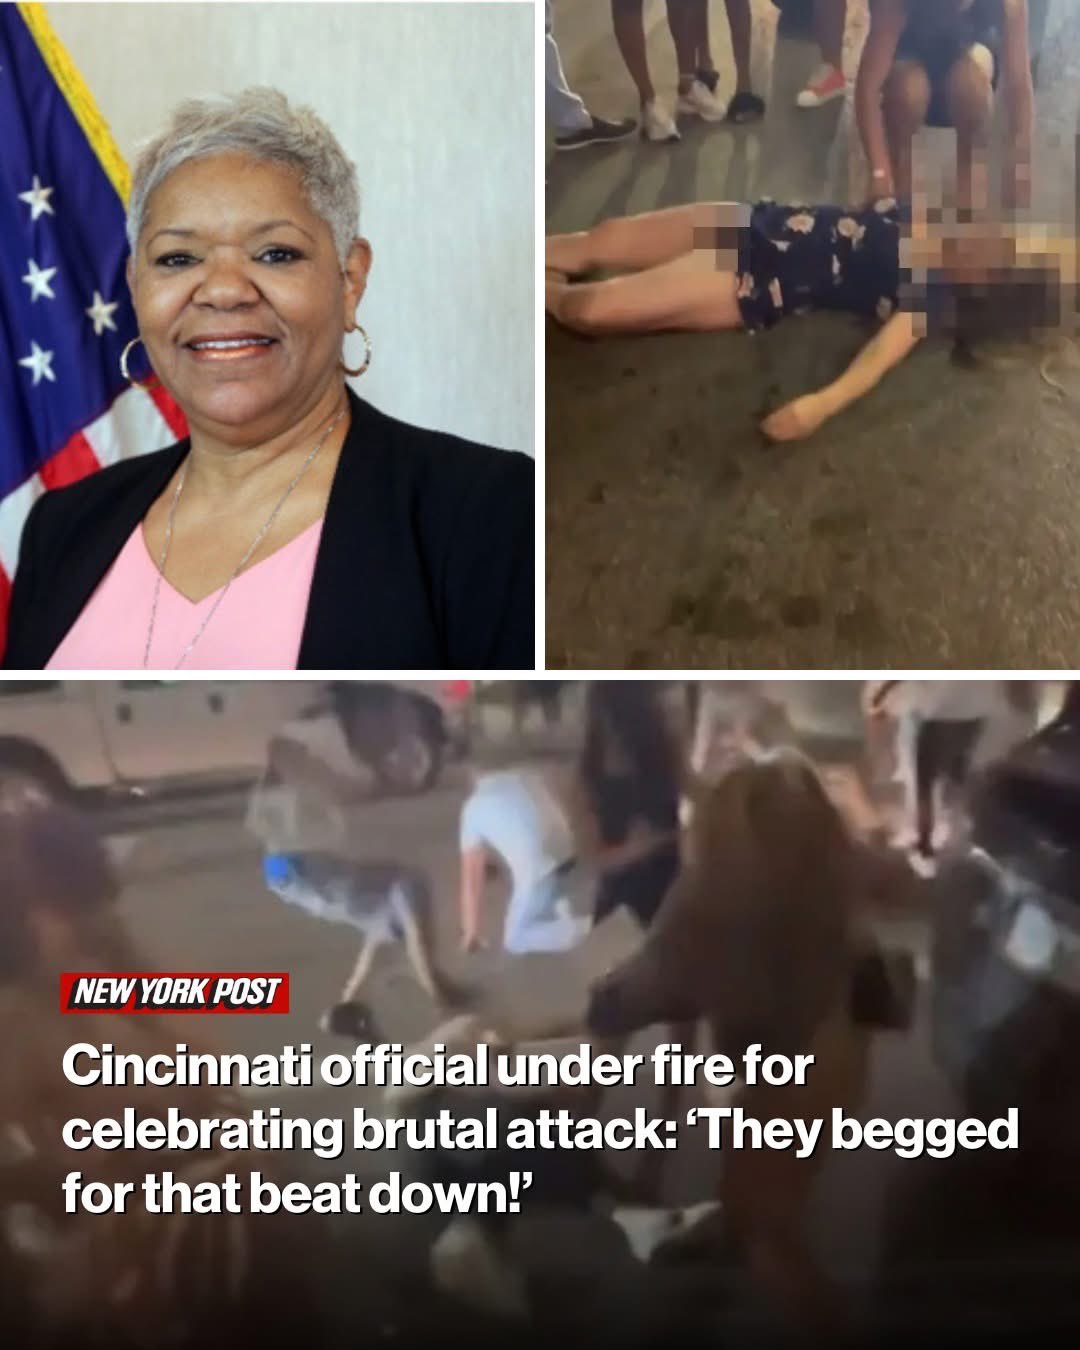 NEW YORK POST
Cincinnati official under fire for
celebrating brutal attack: ‘They begged
for that beat down!’